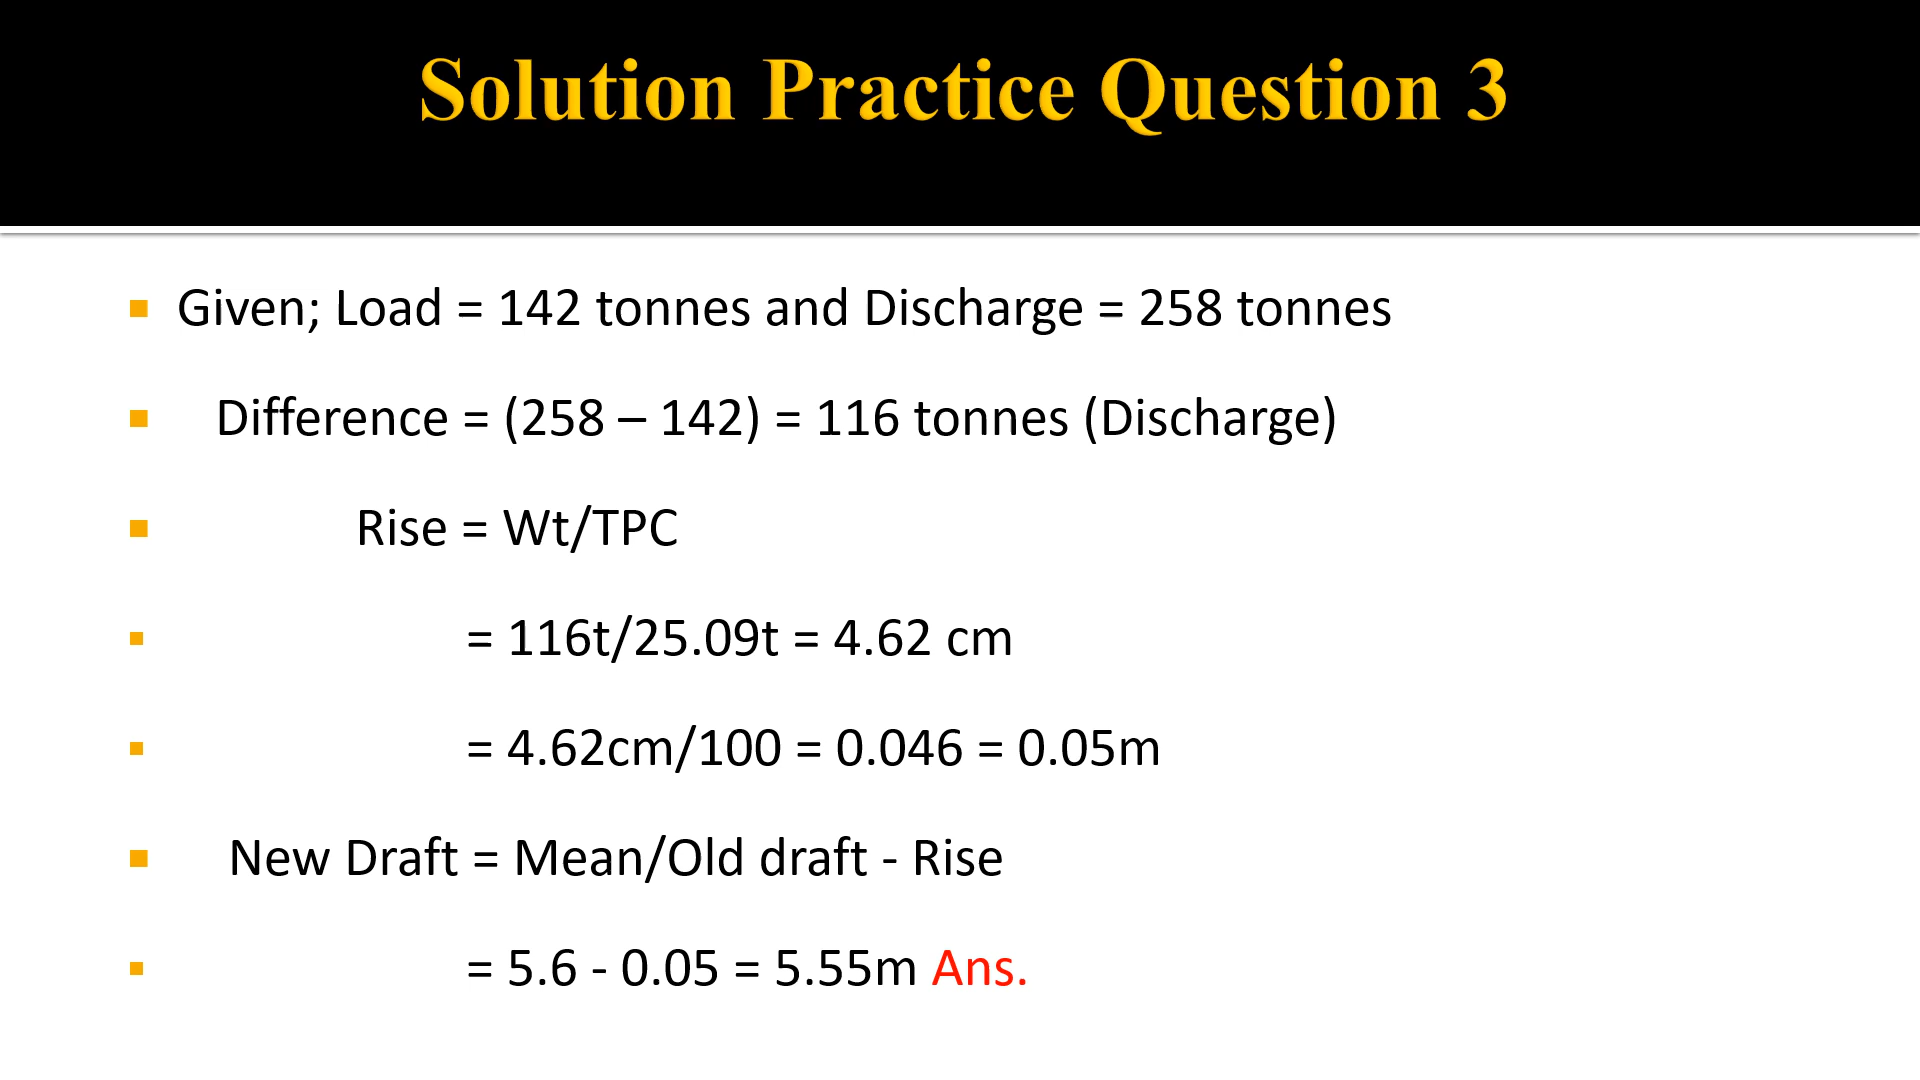 Solution Practice Question 3
Given; Load = 142 tonnes and Discharge = 258 tonnes
Difference = (258 – 142) = 116 tonnes (Discharge)
Rise = Wt/TPC
= 116t/25.09t = 4.62 cm
= 4.62cm/100 = 0.046 = 0.05m
New Draft = Mean/Old draft - Rise
= 5.6 - 0.05 = 5.55m Ans.